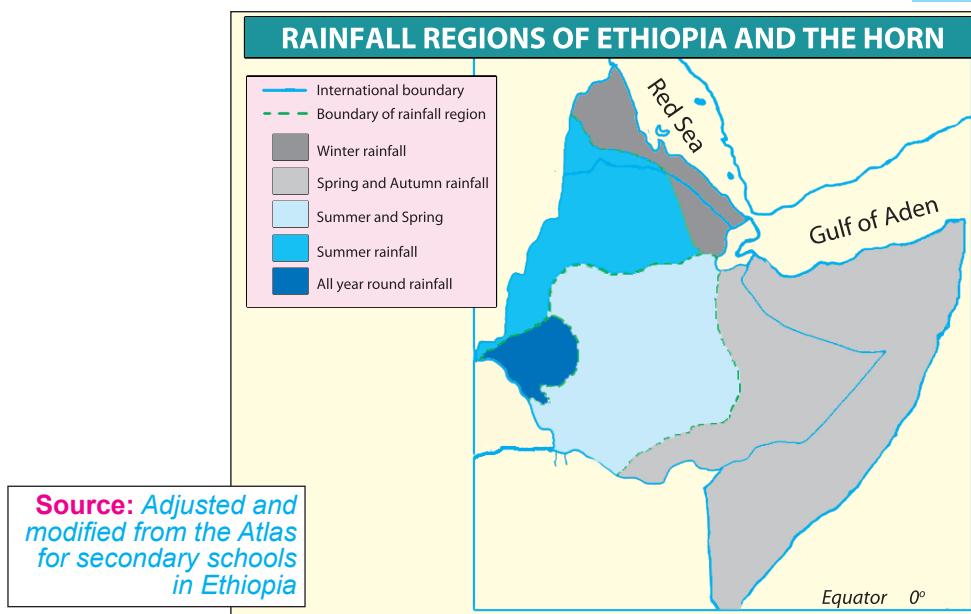 RAINFALL REGIONS OF ETHIOPIA AND THE HORN
International boundary
Boundary of rainfall region
Winter rainfall
Spring and Autumn rainfall
Summer and Spring
Summer rainfall
All year round rainfall
Red Sea
Gulf of Aden
Equator 0º
Source: Adjusted and
modified from the Atlas
for secondary schools
in Ethiopia